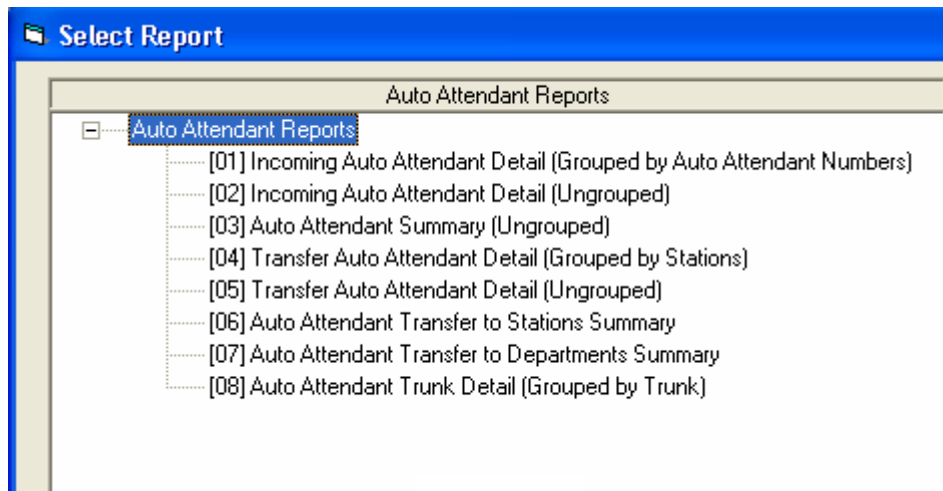 Select Report
Auto Attendant Reports
Auto Attendant Reports
[01] Incoming Auto Attendant Detail (Grouped by Auto Attendant Numbers)
[02] Incoming Auto Attendant Detail (Ungrouped)
[03] Auto Attendant Summary (Ungrouped)
[04] Transfer Auto Attendant Detail (Grouped by Stations)
[05] Transfer Auto Attendant Detail (Ungrouped)
[06] Auto Attendant Transfer to Stations Summary
[07] Auto Attendant Transfer to Departments Summary
[08] Auto Attendant Trunk Detail (Grouped by Trunk)